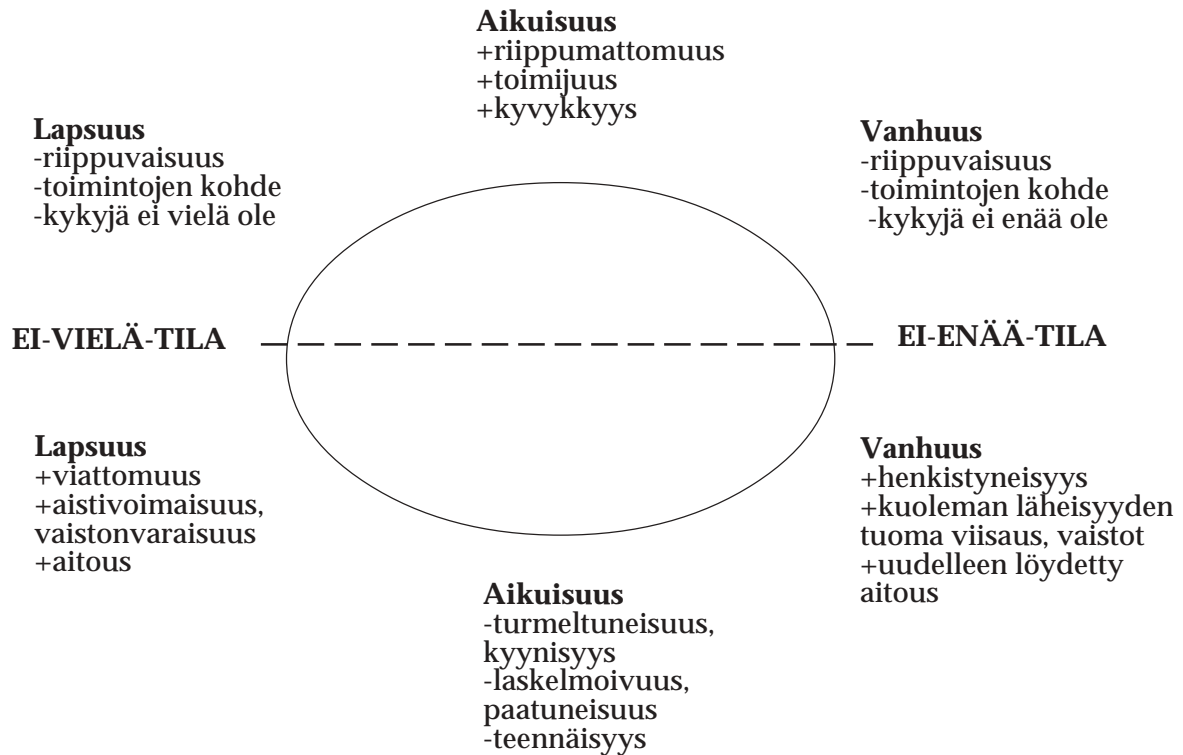 Aikuisuus
+riippumattomuus
+toimijuus
+kyvykkyys
Lapsuus
-riippuvaisuus
-toimintojen kohde
-kykyjä ei vielä ole
Vanhuus
-riippuvaisuus
-toimintojen kohde
-kykyjä ei enää ole
EI-VIELÄ-TILA
EI-ENÄÄ-TILA
Lapsuus
+viattomuus
+aistivoimaisuus,
vaistonvaraisuus
+aitous
Vanhuus
+henkistyneisyys
+kuoleman läheisyyden
tuoma viisaus, vaistot
+uudelleen löydetty
aitous
Aikuisuus
-turmeltuneisuus,
kyynisyys
-laskelmoivuus,
paatuneisuus
-teennäisyys